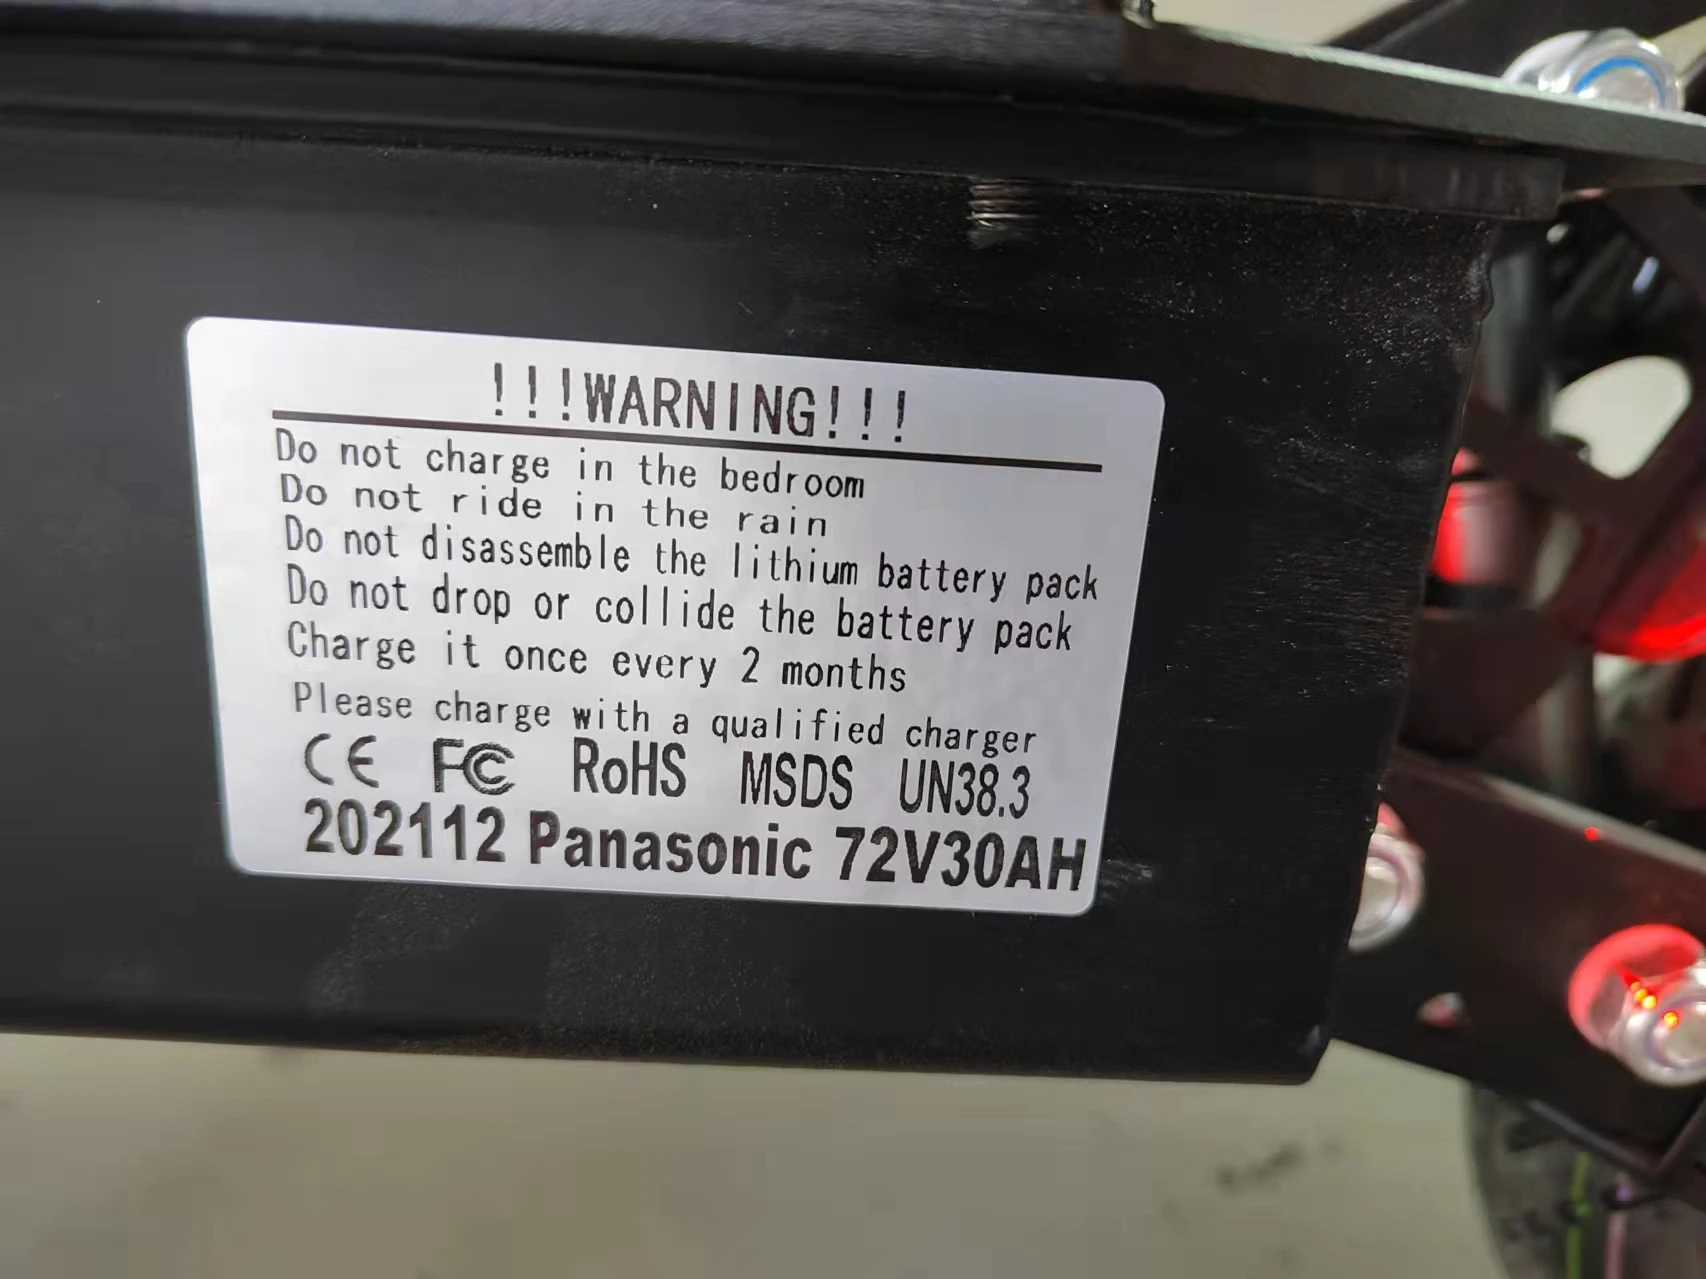 !!!WARNING!!!
Do not charge in the bedroom
Do not ride in the rain
Do not disassemble the lithium battery pack
Do not drop or collide the battery pack
Charge it once every 2 months
Please charge with a qualified charger
CE FC RoHS MSDS UN38.3
202112 Panasonic 72V30AH